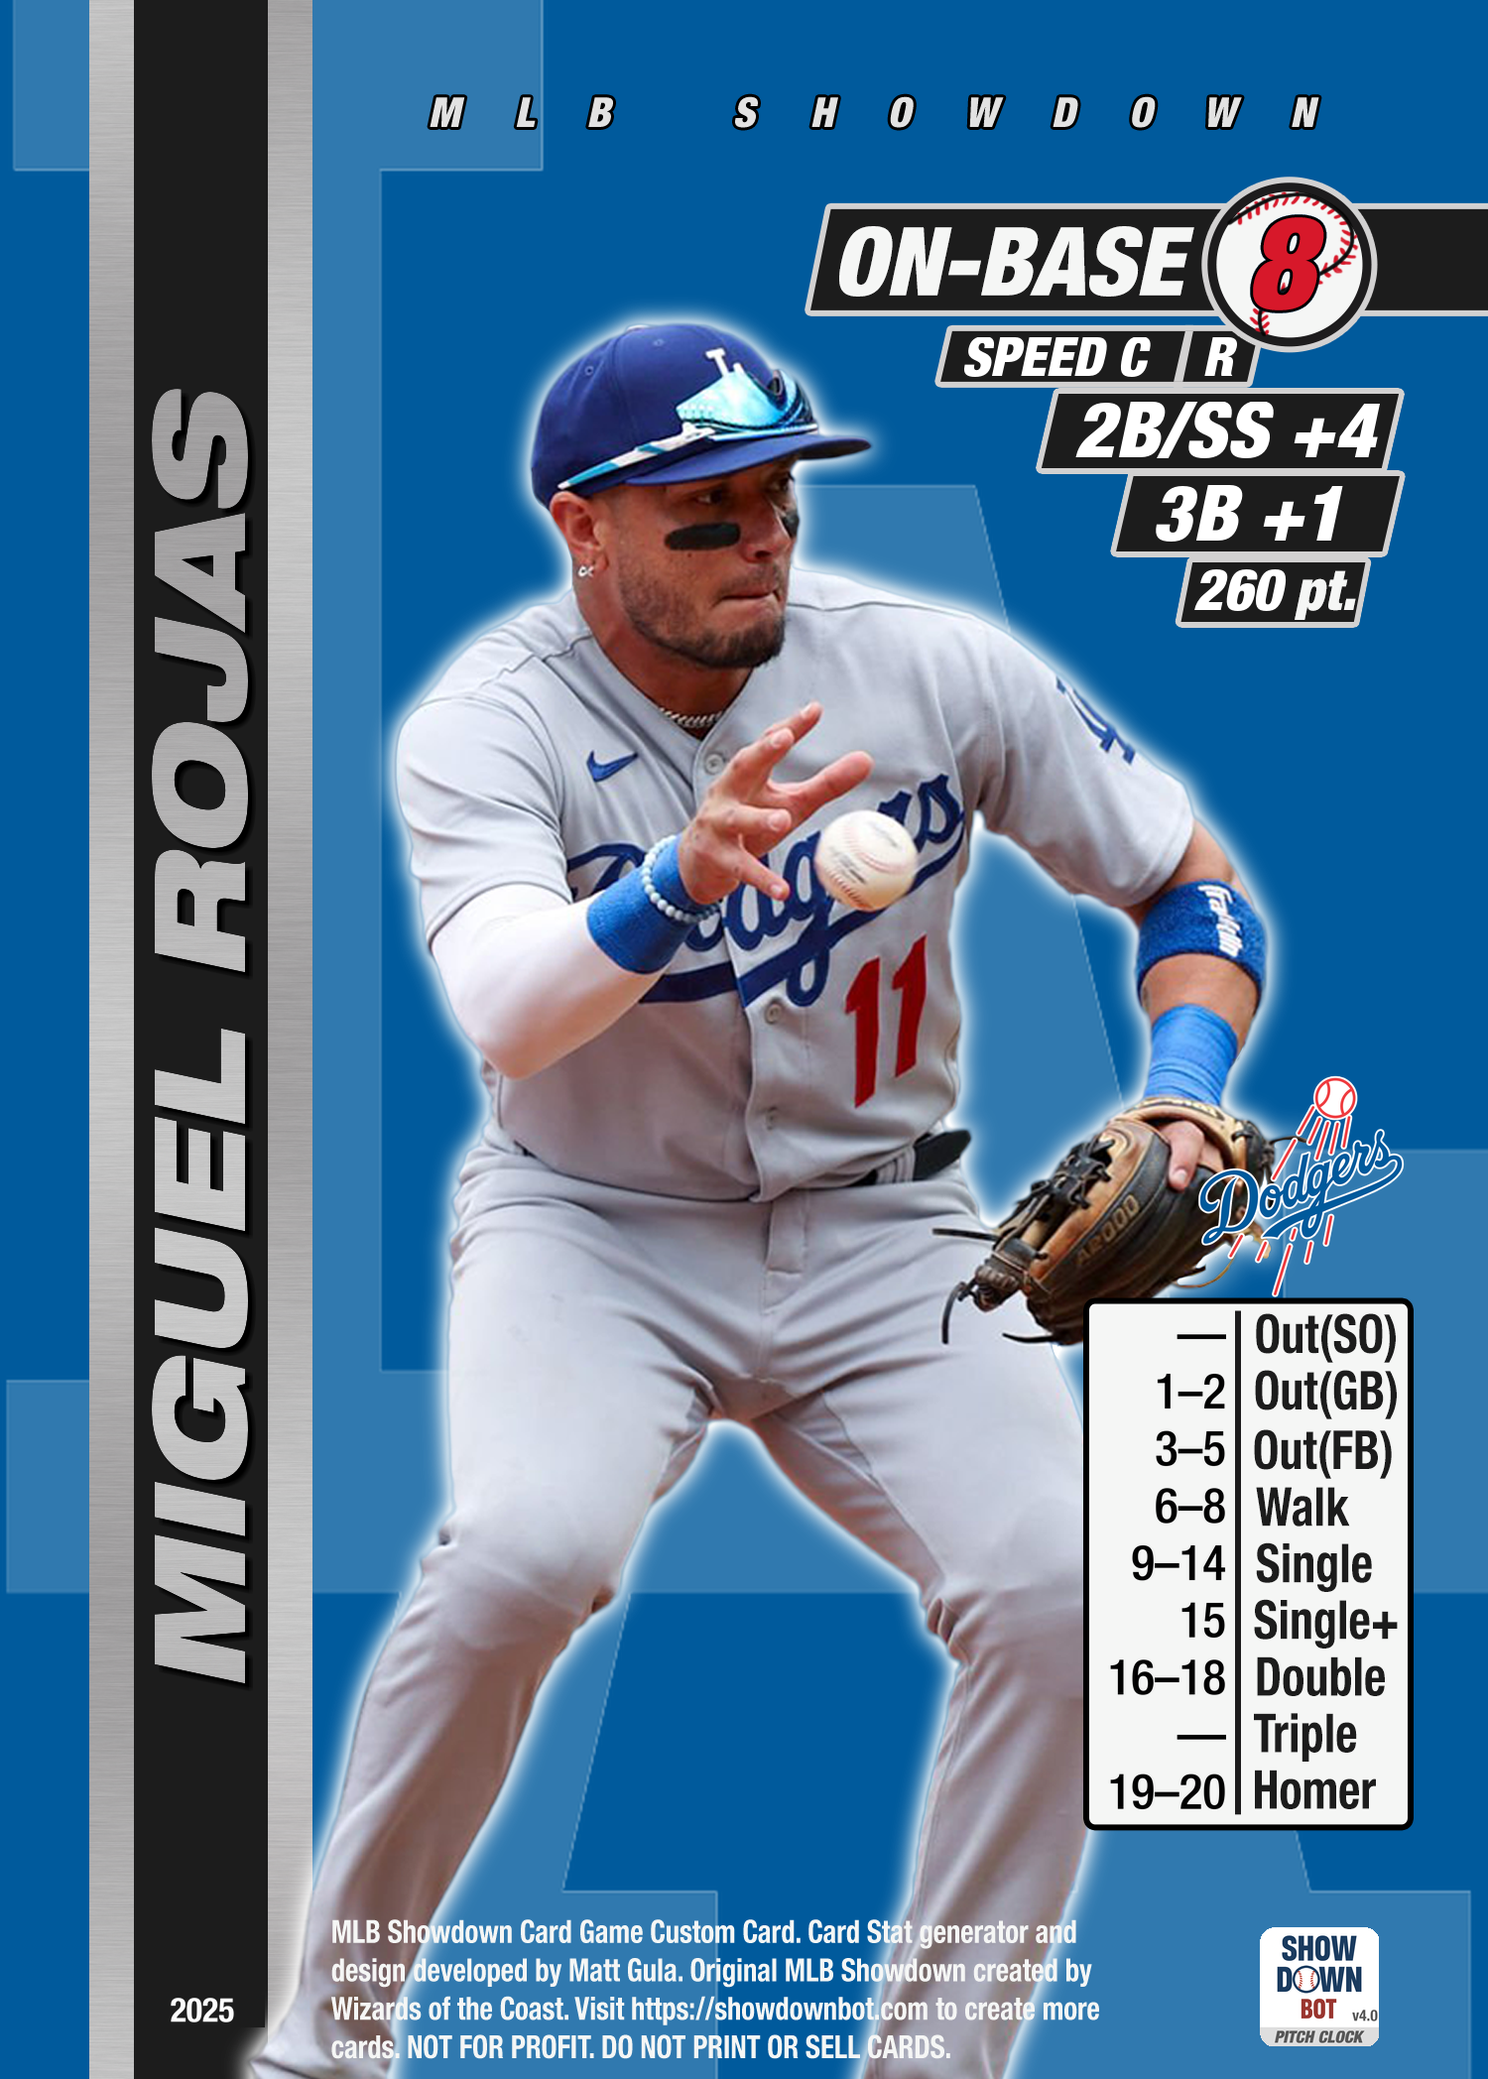 MLB SHOWDOWN
ON-BASE 8
SPEED C R
2B/SS +4
3B +1
260 pt.
MIGUEL ROJAS
LA
Dodgers
11
A2000
Dodgers
— Out(SO)
1–2 Out(GB)
3–5 Out(FB)
6–8 Walk
9–14 Single
15 Single+
16–18 Double
— Triple
19–20 Homer
MLB Showdown Card Game Custom Card. Card Stat generator and
design developed by Matt Gula. Original MLB Showdown created by
Wizards of the Coast. Visit https://showdownbot.com to create more
cards. NOT FOR PROFIT. DO NOT PRINT OR SELL CARDS.
2025
SHOW
DOWN
BOT v4.0
PITCH CLOCK